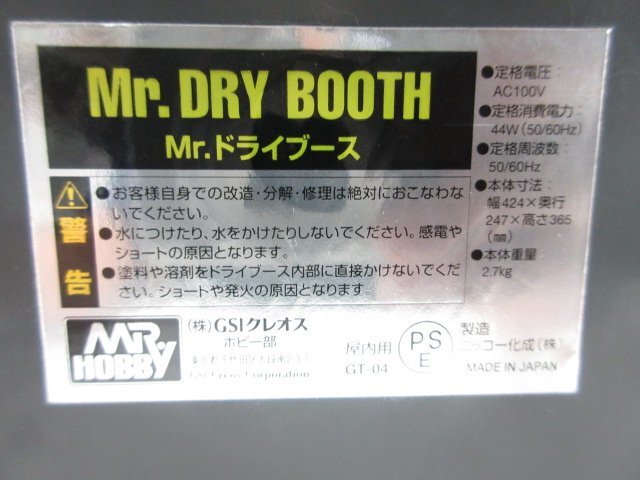 Mr.DRY BOOTH
Mr.ドライブース
警告
●お客様自身での改造・分解・修理は絶対におこなわな
いでください。
●水につけたり、水をかけたりしないでください。感電や
ショートの原因となります。
●塗料や溶剤をドライブース内部に直接かけないでくだ
さい。ショートや発火の原因となります。
●定格電圧：
AC100V
●定格消費電力：
44W(50/60Hz)
●定格周波数：
50/60Hz
●本体寸法：
幅424×奥行
247×高さ365
(㎜)
●本体重量：
2.7kg
MR HOBBY
(株)GSIクレオス
ホビー部
GSI Creos Corporation
屋内用
GT-04
PS
E
製造
ニッコー化成(株)
MADE IN JAPAN